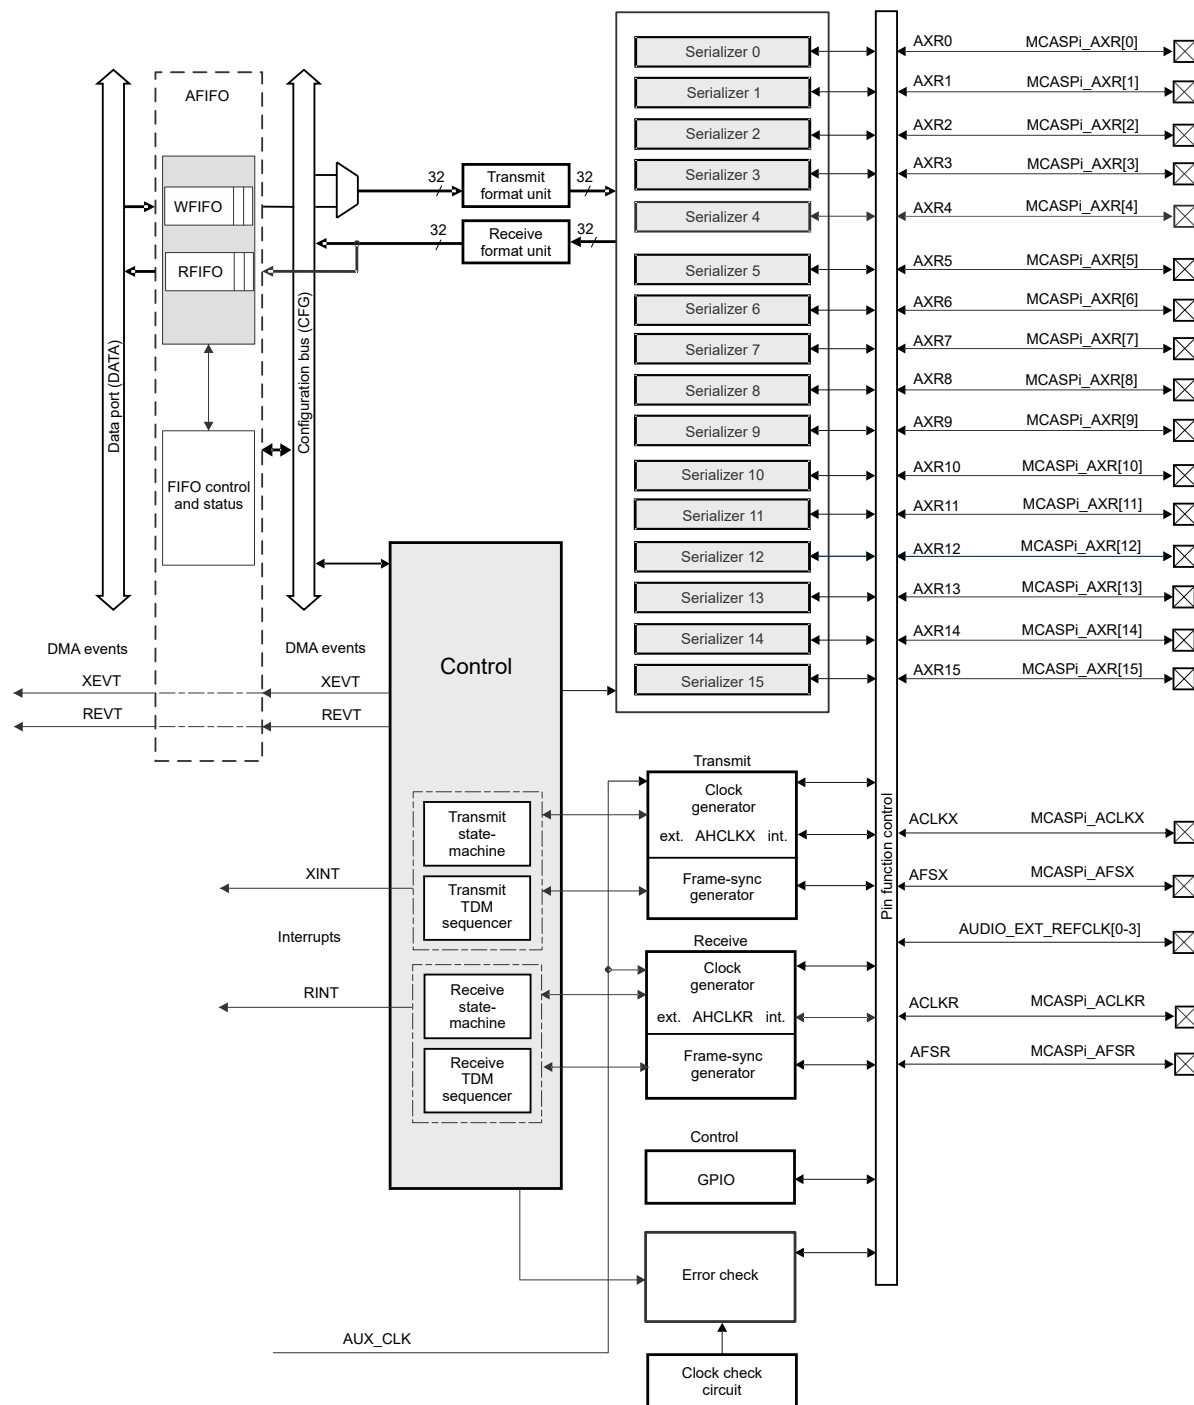 Serializer 0
AXR0
MCASPi_AXR[0]
Serializer 1
AXR1
MCASPi_AXR[1]
AFIFO
Serializer 2
AXR2
MCASPi_AXR[2]
Serializer 3
AXR3
MCASPi_AXR[3]
32
Transmit
format unit
32
WFIFO
Serializer 4
AXR4
MCASPi_AXR[4]
32
Receive
format unit
32
RFIFO
Serializer 5
AXR5
MCASPi_AXR[5]
Serializer 6
AXR6
MCASPi_AXR[6]
Serializer 7
AXR7
MCASPi_AXR[7]
Data port (DATA)
Configuration bus (CFG)
Serializer 8
AXR8
MCASPi_AXR[8]
Serializer 9
AXR9
MCASPi_AXR[9]
FIFO control
and status
Serializer 10
AXR10
MCASPi_AXR[10]
Serializer 11
AXR11
MCASPi_AXR[11]
Serializer 12
AXR12
MCASPi_AXR[12]
Serializer 13
AXR13
MCASPi_AXR[13]
Serializer 14
AXR14
MCASPi_AXR[14]
DMA events
DMA events
Control
Serializer 15
AXR15
MCASPi_AXR[15]
XEVT
XEVT
REVT
REVT
Transmit
Clock
generator
ext. AHCLKX int.
Transmit
state-
machine
Pin function control
ACLKX
MCASPi_ACLKX
XINT
Transmit
TDM
sequencer
Frame-sync
generator
AFSX
MCASPi_AFSX
Interrupts
Receive
AUDIO_EXT_REFCLK[0-3]
Clock
generator
ext. AHCLKR int.
RINT
Receive
state-
machine
ACLKR
MCASPi_ACLKR
Receive
TDM
sequencer
Frame-sync
generator
AFSR
MCASPi_AFSR
Control
GPIO
Error check
AUX_CLK
Clock check
circuit